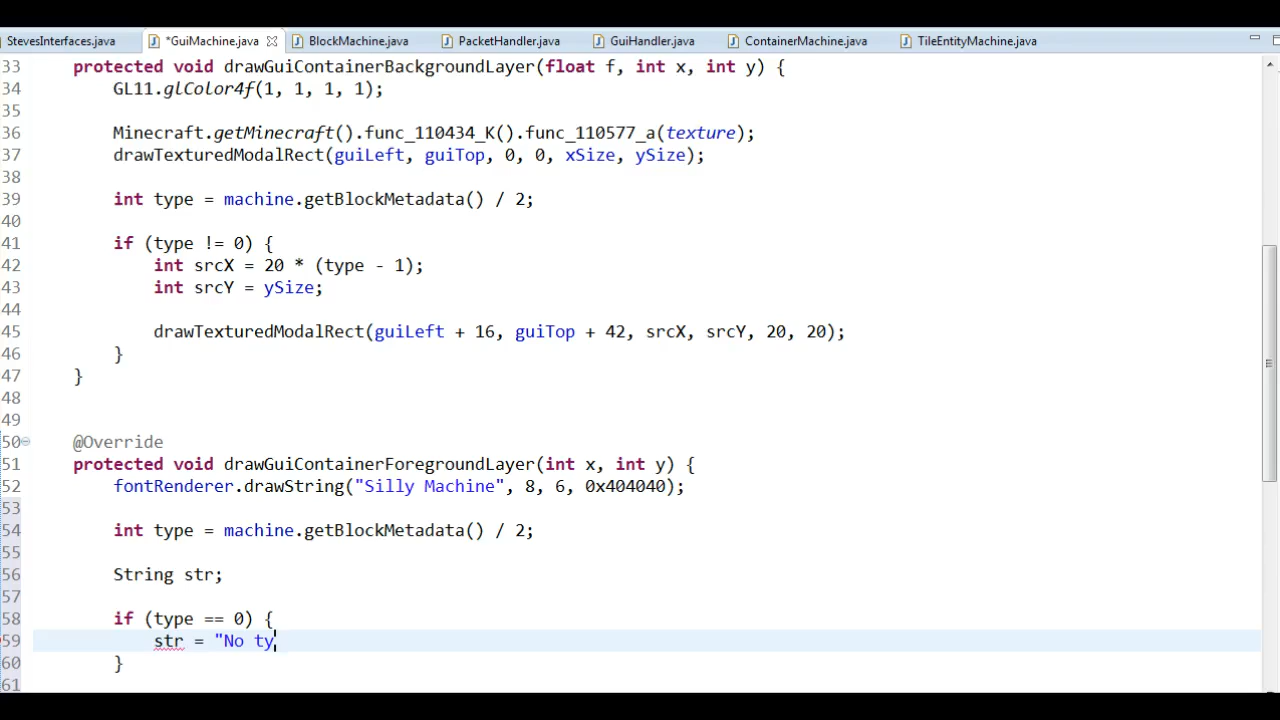 StevesInterfaces.java *GuiMachine.java BlockMachine.java PacketHandler.java GuiHandler.java ContainerMachine.java TileEntityMachine.java
33 protected void drawGuiContainerBackgroundLayer(float f, int x, int y) {
34 GL11.glColor4f(1, 1, 1, 1);
35
36 Minecraft.getMinecraft().func_110434_K().func_110577_a(texture);
37 drawTexturedModalRect(guiLeft, guiTop, 0, 0, xSize, ySize);
38
39 int type = machine.getBlockMetadata() / 2;
40
41 if (type != 0) {
42 int srcX = 20 * (type - 1);
43 int srcY = ySize;
44
45 drawTexturedModalRect(guiLeft + 16, guiTop + 42, srcX, srcY, 20, 20);
46 }
47 }
48
49
50 @Override
51 protected void drawGuiContainerForegroundLayer(int x, int y) {
52 fontRenderer.drawString("Silly Machine", 8, 6, 0x404040);
53
54 int type = machine.getBlockMetadata() / 2;
55
56 String str;
57
58 if (type == 0) {
59 str = "No ty
60 }
61